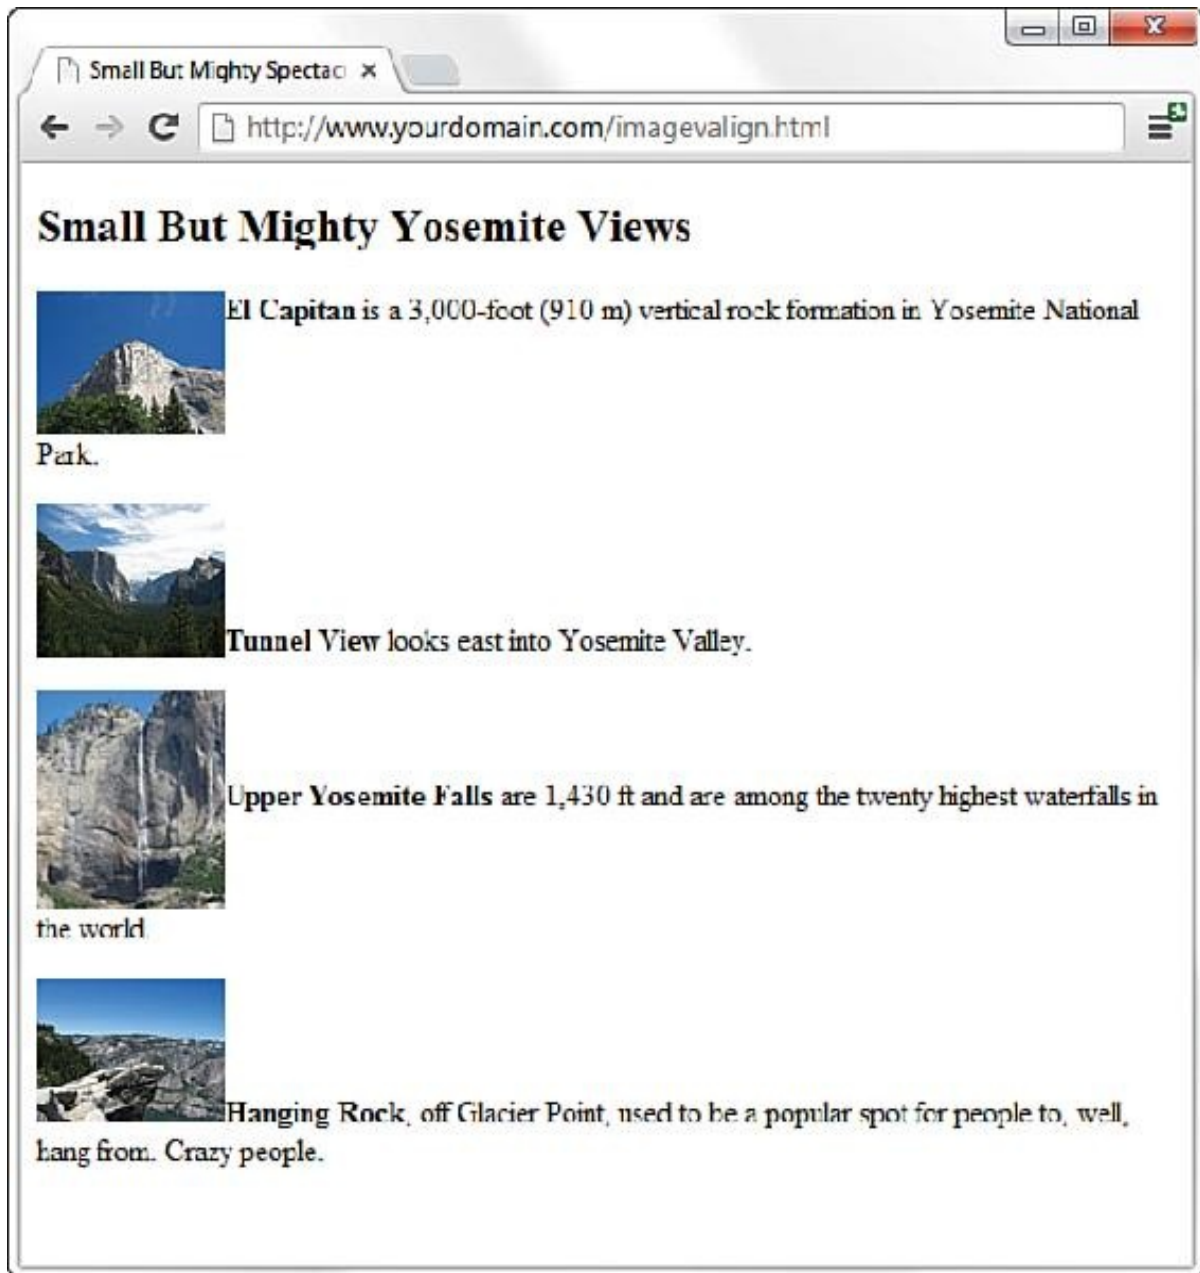 Small But Mighty Spectac
http://www.yourdomain.com/imagevalign.html
Small But Mighty Yosemite Views
El Capitan is a 3,000-foot (910 m) vertical rock formation in Yosemite National
Park.
Tunnel View looks east into Yosemite Valley.
Upper Yosemite Falls are 1,430 ft and are among the twenty highest waterfalls in
the world.
Hanging Rock, off Glacier Point, used to be a popular spot for people to, well,
hang from. Crazy people.